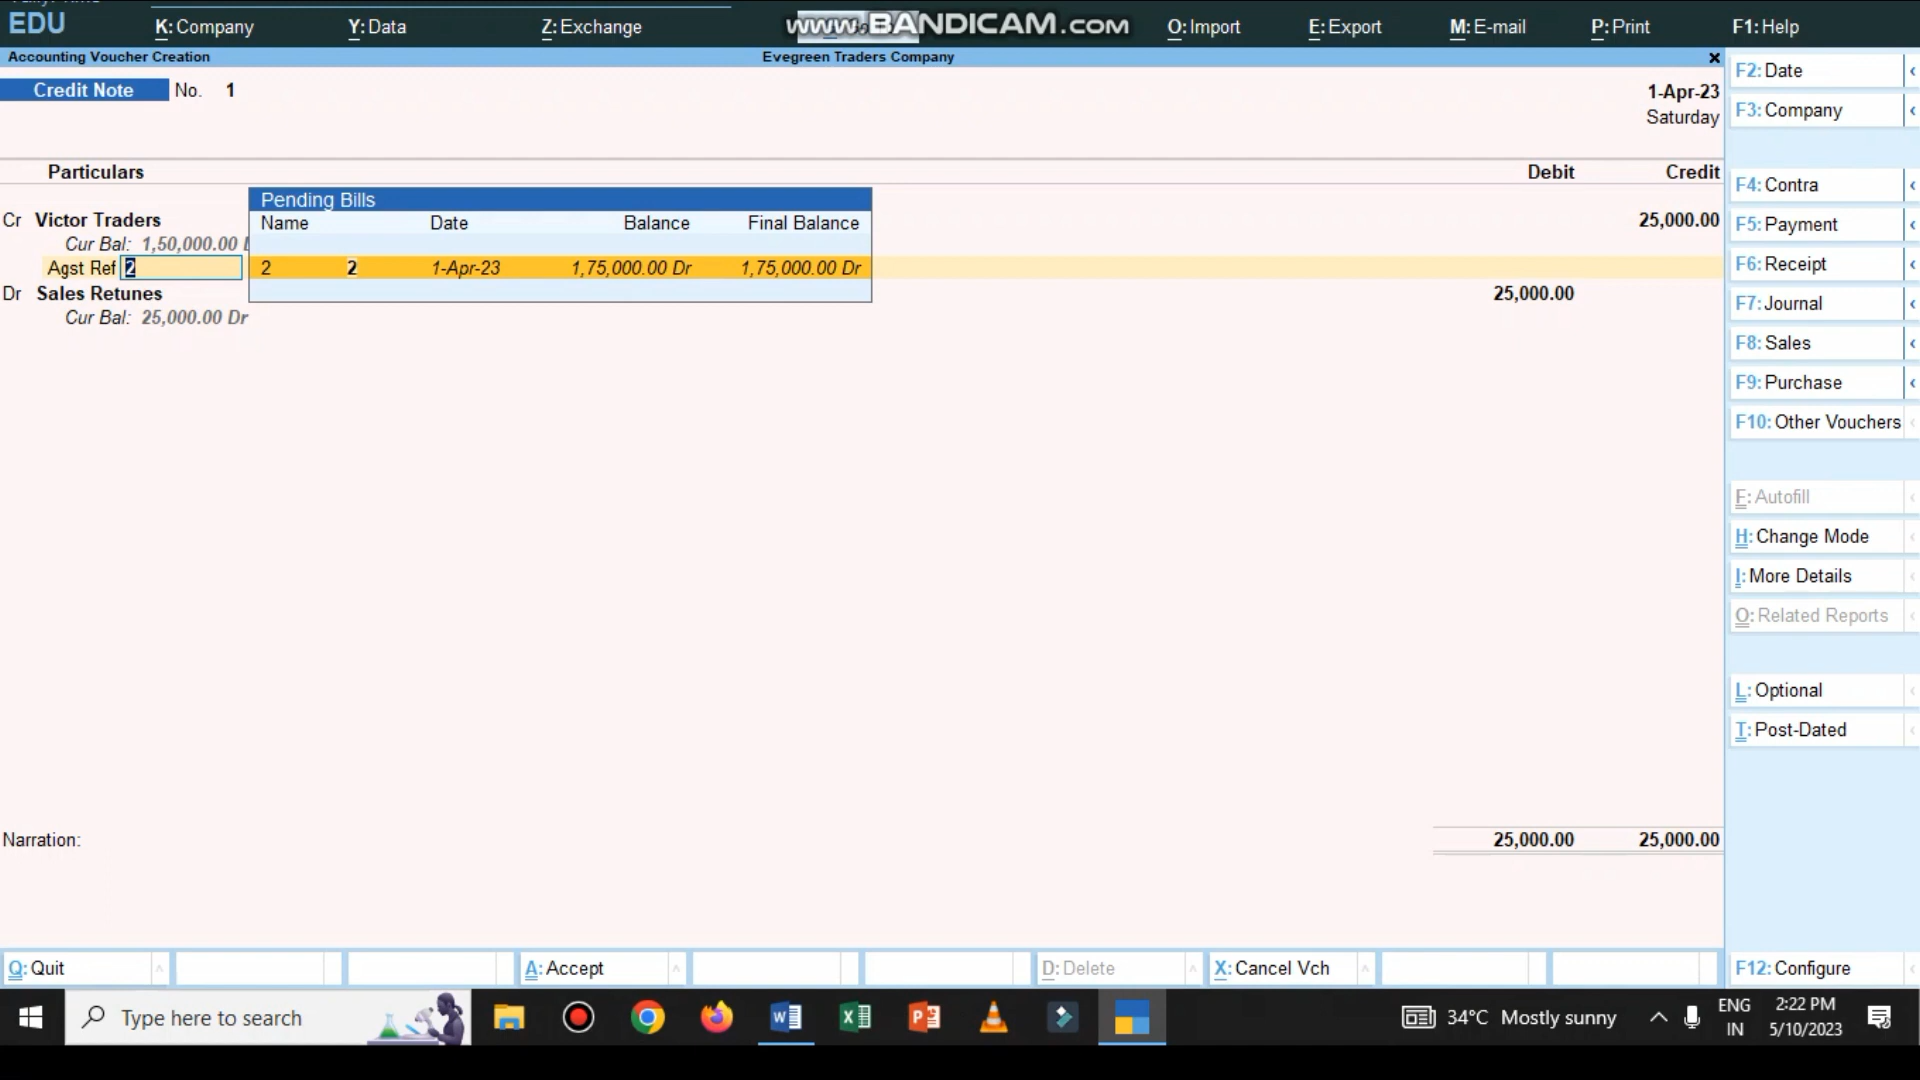 EDU
K: Company
Y: Data
Z: Exchange
www.BANDICAM.com
O: Import
E: Export
M: E-mail
P: Print
F1: Help
Accounting Voucher Creation
Evegreen Traders Company
Credit Note No. 1
1-Apr-23
Saturday
Particulars Debit Credit
Cr Victor Traders 25,000.00
Cur Bal: 1,50,000.00
Agst Ref 2
Dr Sales Retunes 25,000.00
Cur Bal: 25,000.00 Dr
Pending Bills
Name Date Balance Final Balance
2 2 1-Apr-23 1,75,000.00 Dr 1,75,000.00 Dr
Narration: 25,000.00 25,000.00
F2: Date
F3: Company
F4: Contra
F5: Payment
F6: Receipt
F7: Journal
F8: Sales
F9: Purchase
F10: Other Vouchers
F: Autofill
H: Change Mode
I: More Details
O: Related Reports
L: Optional
T: Post-Dated
F12: Configure
Q: Quit
A: Accept
D: Delete
X: Cancel Vch
Type here to search
34°C Mostly sunny
ENG
IN
2:22 PM
5/10/2023